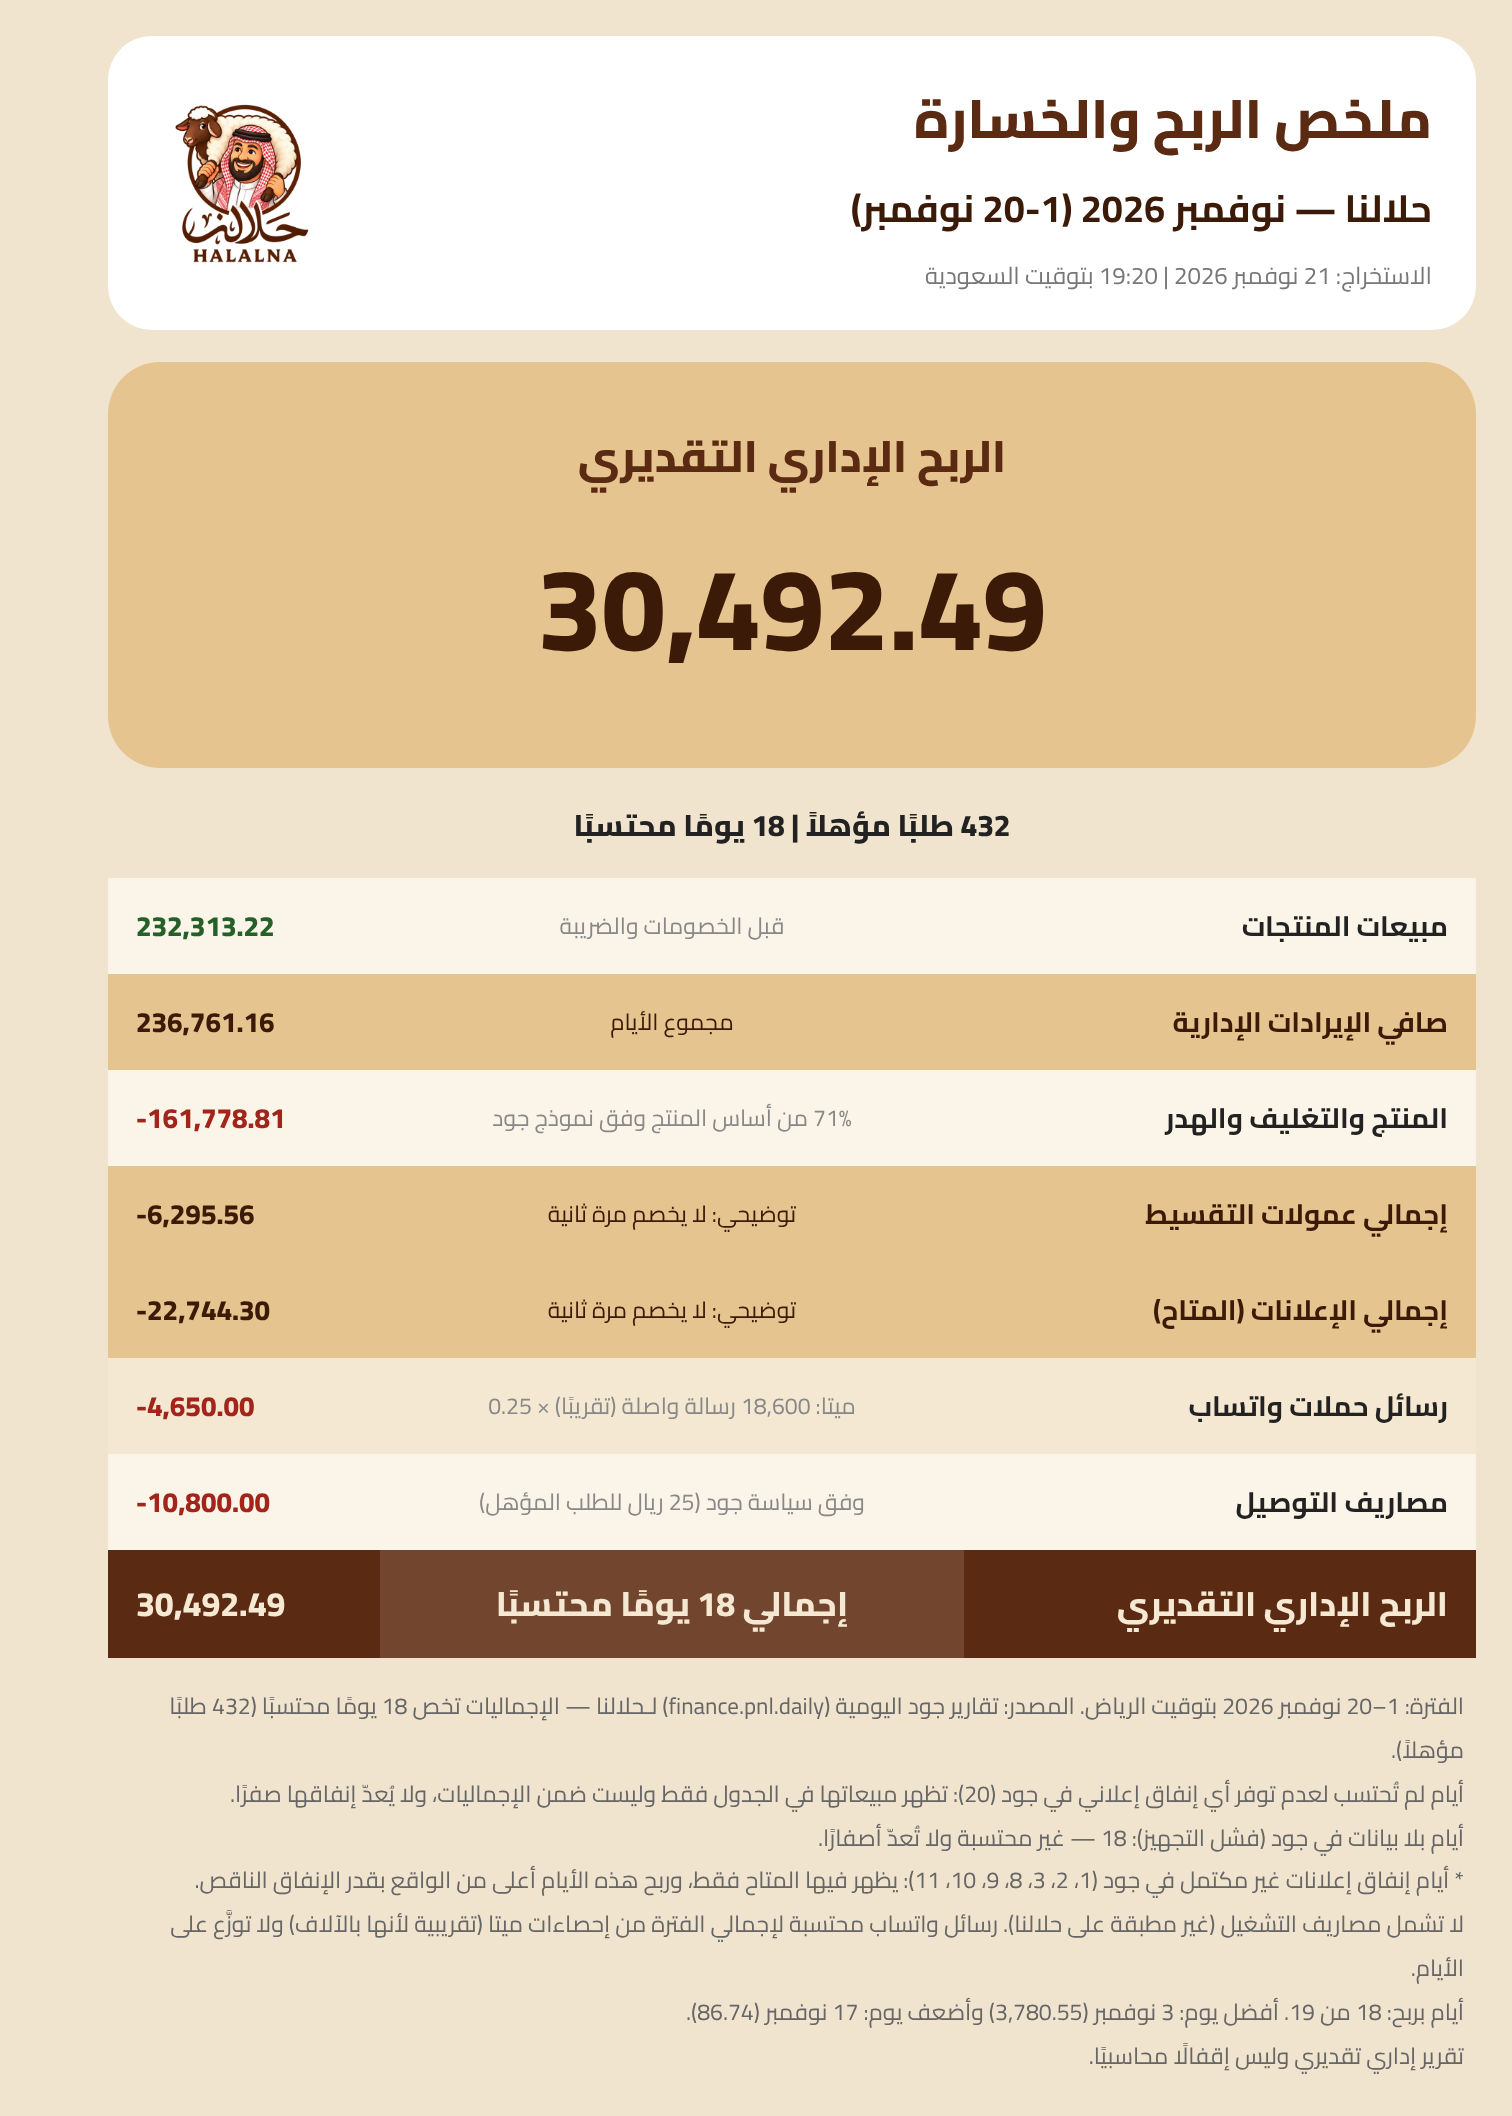 ملخص الربح والخسارة
حلالنا — نوفمبر 2026 (1-20 نوفمبر)
الاستخراج: 21 نوفمبر 2026 | 19:20 بتوقيت السعودية
حلالنا
HALALNA
الربح الإداري التقديري
30,492.49
432 طلبًا مؤهلاً | 18 يومًا محتسبًا
مبيعات المنتجات قبل الخصومات والضريبة 232,313.22
صافي الإيرادات الإدارية مجموع الأيام 236,761.16
المنتج والتغليف والهدر 71% من أساس المنتج وفق نموذج جود -161,778.81
إجمالي عمولات التقسيط توضيحي: لا يخصم مرة ثانية -6,295.56
إجمالي الإعلانات (المتاح) توضيحي: لا يخصم مرة ثانية -22,744.30
رسائل حملات واتساب ميتا: 18,600 رسالة واصلة (تقريبًا) × 0.25 -4,650.00
مصاريف التوصيل وفق سياسة جود (25 ريال للطلب المؤهل) -10,800.00
الربح الإداري التقديري إجمالي 18 يومًا محتسبًا 30,492.49
الفترة: 1–20 نوفمبر 2026 بتوقيت الرياض. المصدر: تقارير جود اليومية (finance.pnl.daily) لـحلالنا — الإجماليات تخص 18 يومًا محتسبًا (432 طلبًا
مؤهلاً).
أيام لم تُحتسب لعدم توفر أي إنفاق إعلاني في جود (20): تظهر مبيعاتها في الجدول فقط وليست ضمن الإجماليات، ولا يُعدّ إنفاقها صفرًا.
أيام بلا بيانات في جود (فشل التجهيز): 18 — غير محتسبة ولا تُعدّ أصفارًا.
* أيام إنفاق إعلانات غير مكتمل في جود (1، 2، 3، 8، 9، 10، 11): يظهر فيها المتاح فقط، وربح هذه الأيام أعلى من الواقع بقدر الإنفاق الناقص.
لا تشمل مصاريف التشغيل (غير مطبقة على حلالنا). رسائل واتساب محتسبة لإجمالي الفترة من إحصاءات ميتا (تقريبية لأنها بالآلاف) ولا توزَّع على
الأيام.
أيام بربح: 18 من 19. أفضل يوم: 3 نوفمبر (3,780.55) وأضعف يوم: 17 نوفمبر (86.74).
تقرير إداري تقديري وليس إقفالًا محاسبيًا.